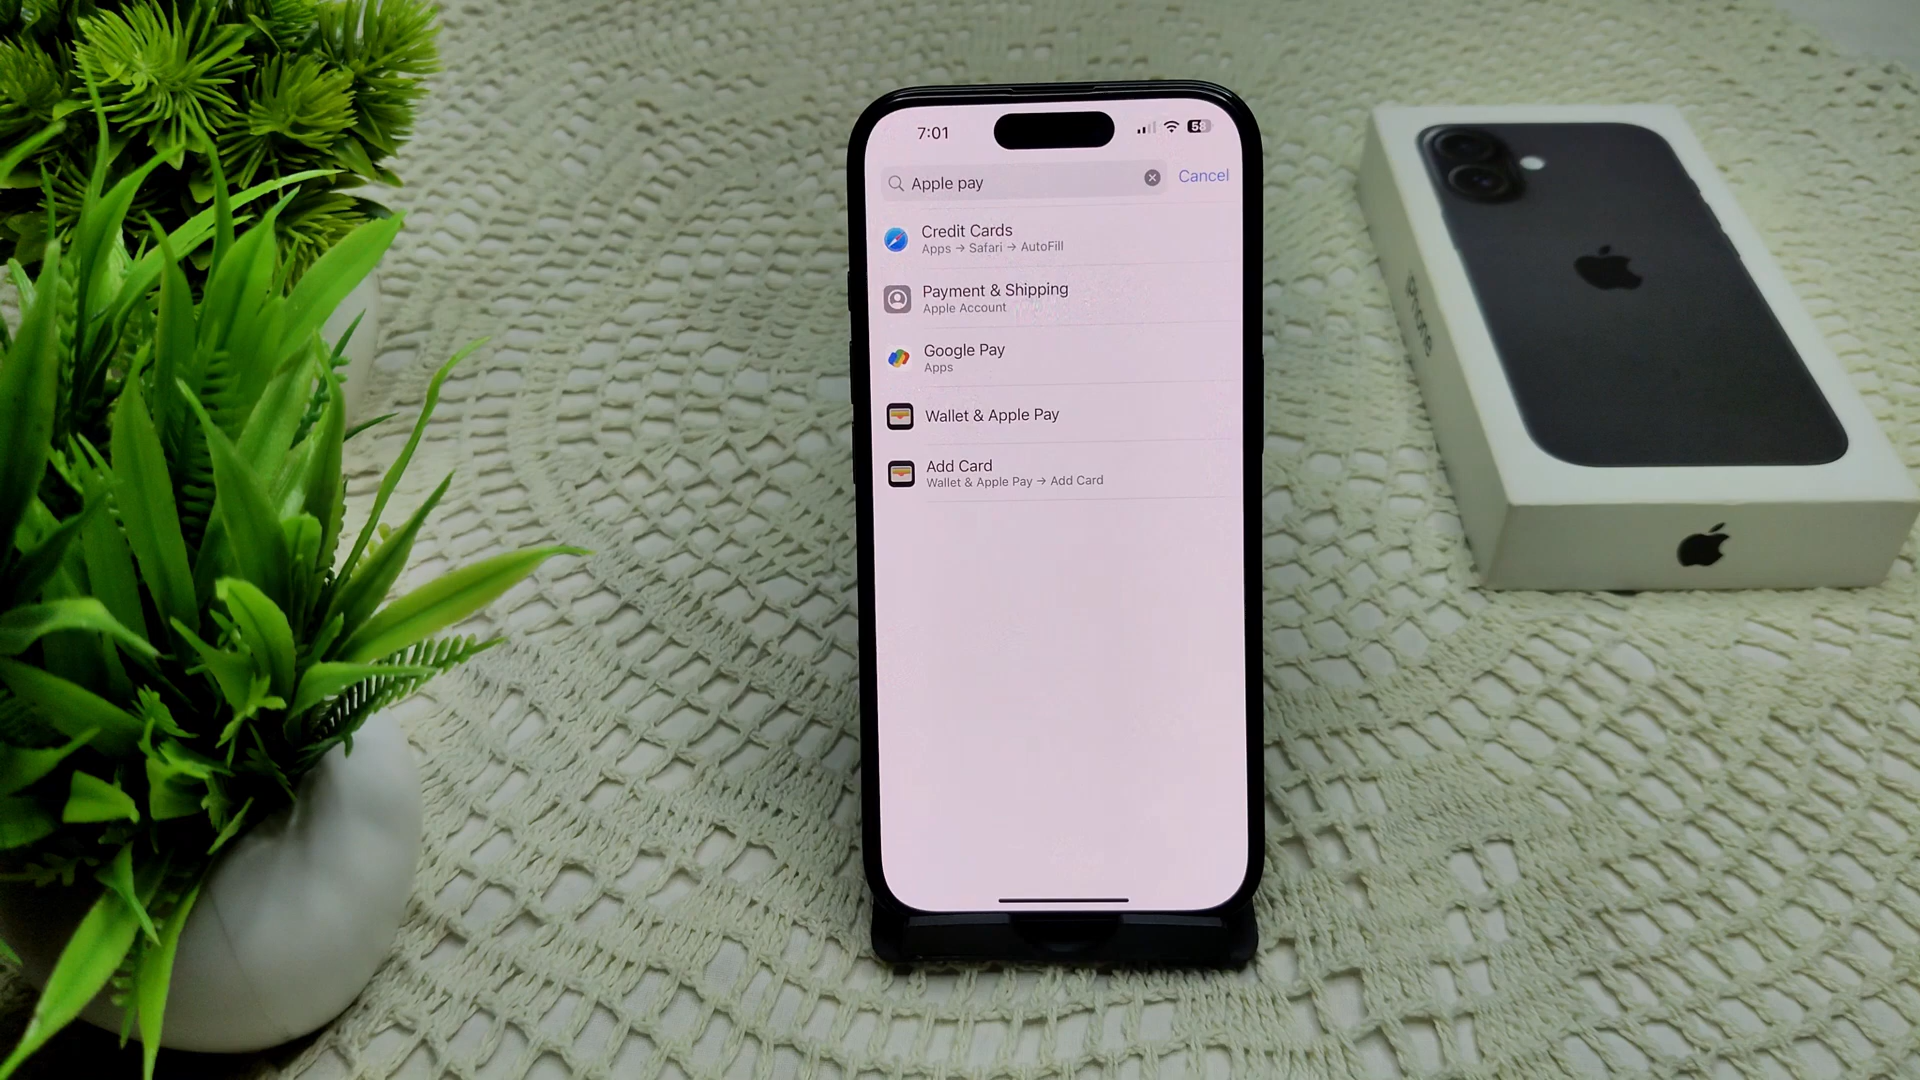 7:01
58
Apple pay
Cancel
Credit Cards
Apps → Safari → AutoFill
Payment & Shipping
Apple Account
Google Pay
Apps
Wallet & Apple Pay
Add Card
Wallet & Apple Pay → Add Card
iPhone